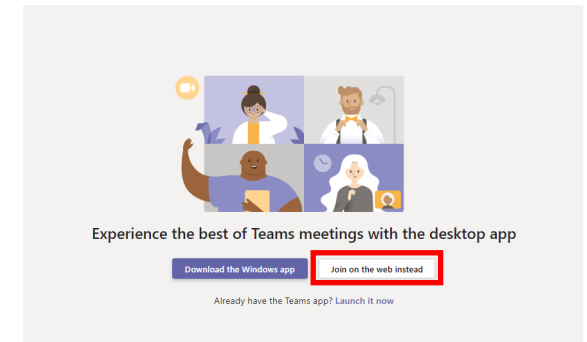 Experience the best of Teams meetings with the desktop app
Download the Windows app Join on the web instead
Already have the Teams app? Launch it now